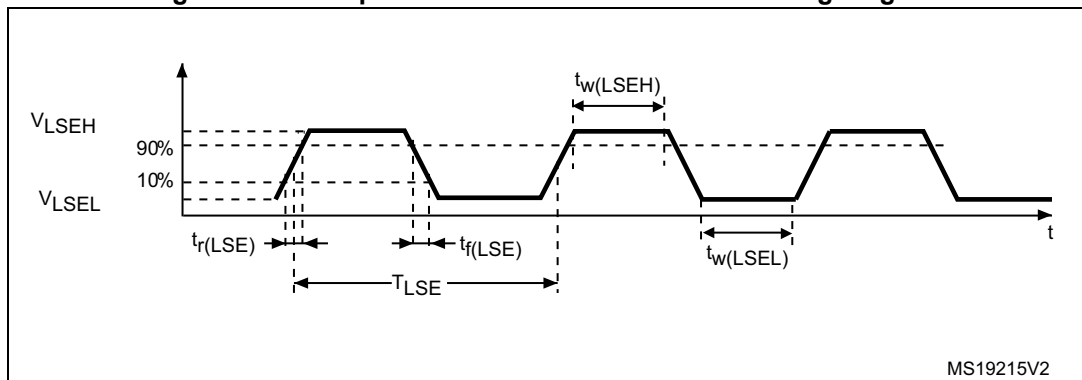 t_w(LSEH)
V_LSEH
90%
10%
V_LSEL
t_r(LSE)
t_f(LSE)
t_w(LSEL)
t
T_LSE
MS19215V2